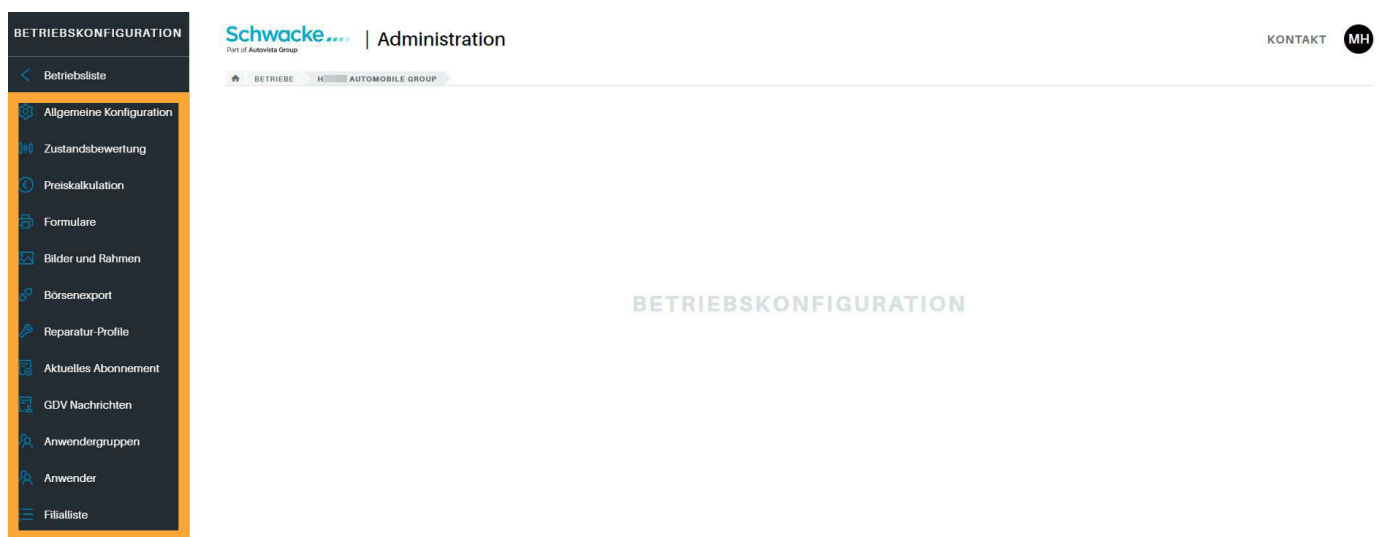 BETRIEBSKONFIGURATION
Betriebsliste
Allgemeine Konfiguration
Zustandsbewertung
Preiskalkulation
Formulare
Bilder und Rahmen
Börsenexport
Reparatur-Profile
Aktuelles Abonnement
GDV Nachrichten
Anwendergruppen
Anwender
Filialliste
Schwacke.... | Administration
Part of Autovista Group
KONTAKT MH
BETRIEBE H AUTOMOBILE GROUP
BETRIEBSKONFIGURATION